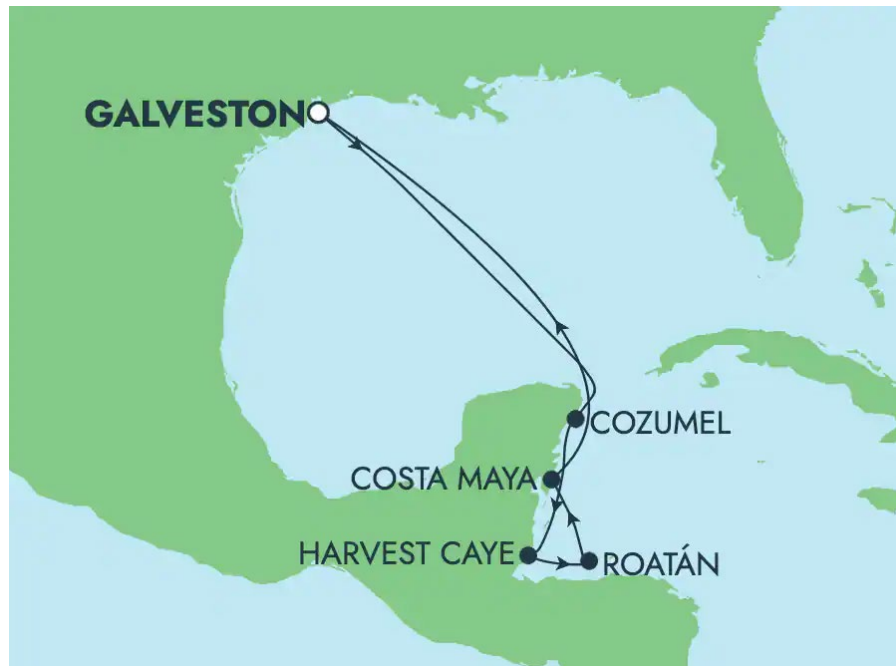 GALVESTON
COZUMEL
COSTA MAYA
HARVEST CAYE
ROATÁN